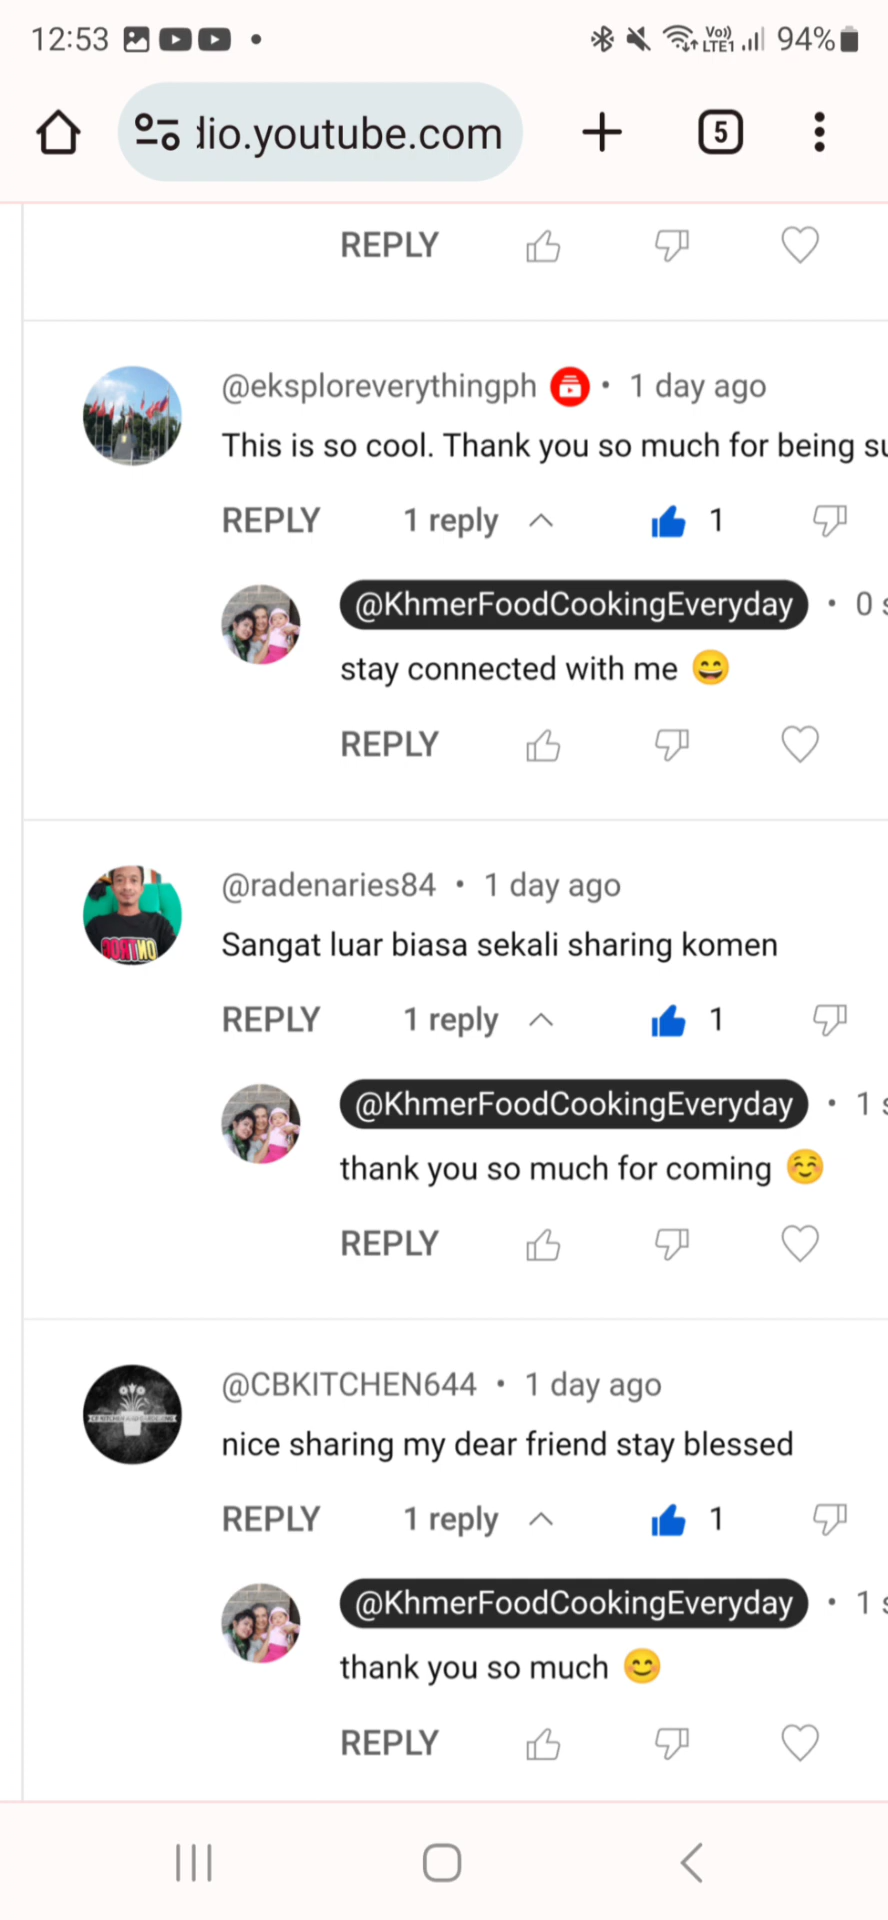 12:53
Vo))
LTE1
94%
dio.youtube.com
5
REPLY
@eksploreverythingph • 1 day ago
This is so cool. Thank you so much for being su
REPLY 1 reply 1
@KhmerFoodCookingEveryday • 0 s
stay connected with me 😄
REPLY
@radenaries84 • 1 day ago
Sangat luar biasa sekali sharing komen
REPLY 1 reply 1
@KhmerFoodCookingEveryday • 1 s
thank you so much for coming ☺️
REPLY
@CBKITCHEN644 • 1 day ago
nice sharing my dear friend stay blessed
REPLY 1 reply 1
@KhmerFoodCookingEveryday • 1 s
thank you so much 😊
REPLY